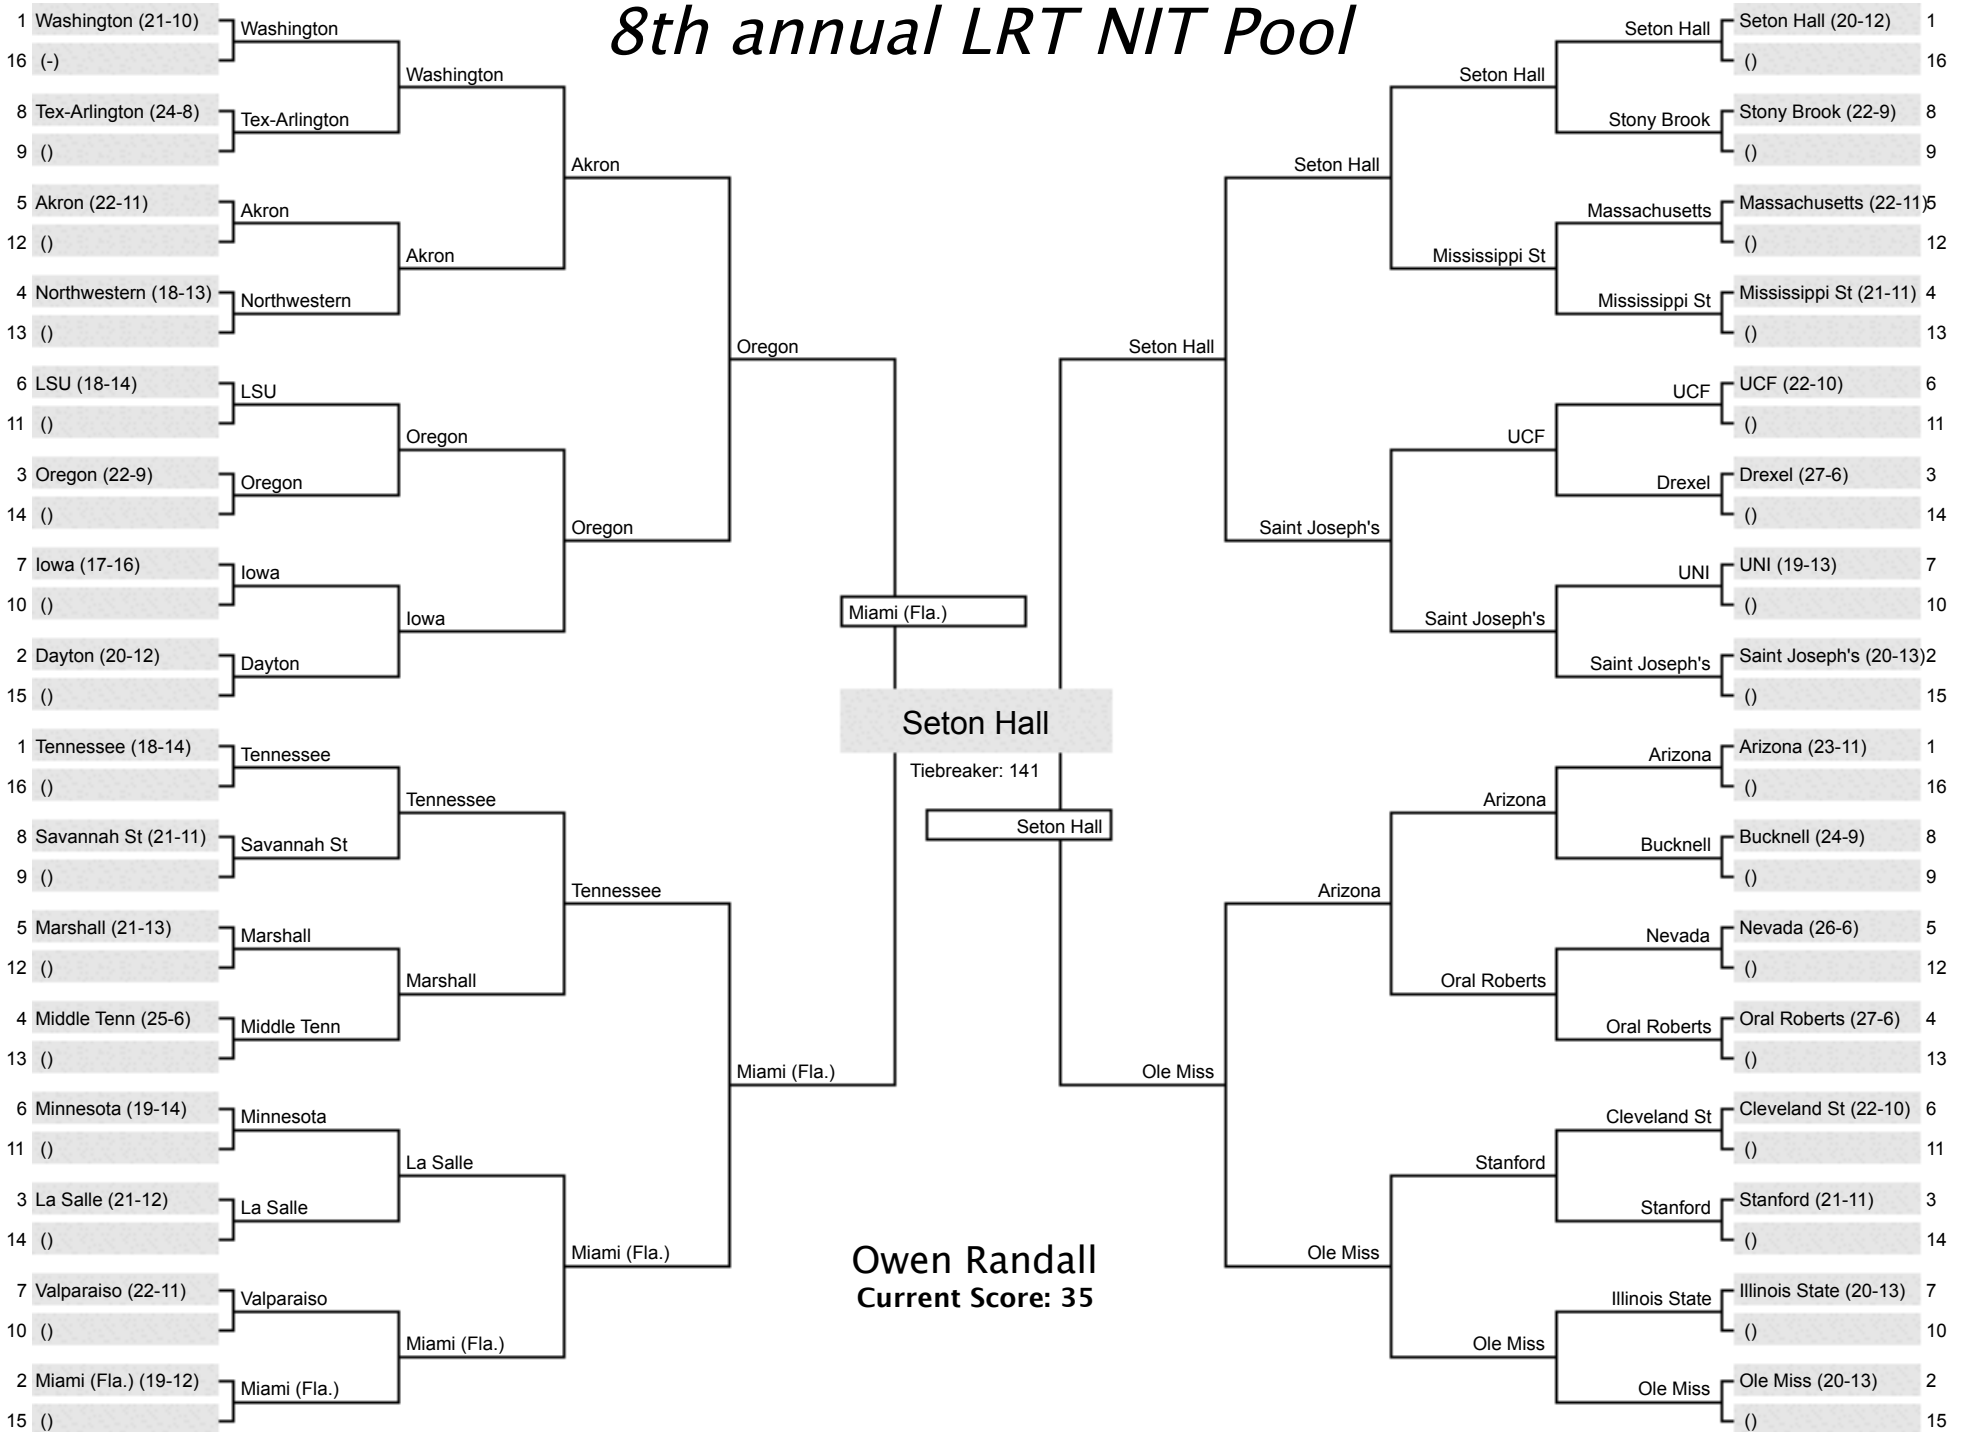 8th annual LRT NIT Pool
1 Washington (21-10)
16 (-)
8 Tex-Arlington (24-8)
9 ()
5 Akron (22-11)
12 ()
4 Northwestern (18-13)
13 ()
6 LSU (18-14)
11 ()
3 Oregon (22-9)
14 ()
7 Iowa (17-16)
10 ()
2 Dayton (20-12)
15 ()
1 Tennessee (18-14)
16 ()
8 Savannah St (21-11)
9 ()
5 Marshall (21-13)
12 ()
4 Middle Tenn (25-6)
13 ()
6 Minnesota (19-14)
11 ()
3 La Salle (21-12)
14 ()
7 Valparaiso (22-11)
10 ()
2 Miami (Fla.) (19-12)
15 ()
Washington
Tex-Arlington
Akron
Northwestern
LSU
Oregon
Iowa
Dayton
Tennessee
Savannah St
Marshall
Middle Tenn
Minnesota
La Salle
Valparaiso
Miami (Fla.)
Washington
Akron
Oregon
Iowa
Tennessee
Marshall
La Salle
Miami (Fla.)
Akron
Oregon
Tennessee
Miami (Fla.)
Oregon
Miami (Fla.)
Miami (Fla.)
Seton Hall
Tiebreaker: 141
Seton Hall
Owen Randall
Current Score: 35
Seton Hall
Ole Miss
Seton Hall
Saint Joseph's
Arizona
Ole Miss
Seton Hall
Mississippi St
UCF
Saint Joseph's
Arizona
Oral Roberts
Stanford
Ole Miss
Seton Hall
Stony Brook
Massachusetts
Mississippi St
UCF
Drexel
UNI
Saint Joseph's
Arizona
Bucknell
Nevada
Oral Roberts
Cleveland St
Stanford
Illinois State
Ole Miss
Seton Hall (20-12) 1
() 16
Stony Brook (22-9) 8
() 9
Massachusetts (22-11) 5
() 12
Mississippi St (21-11) 4
() 13
UCF (22-10) 6
() 11
Drexel (27-6) 3
() 14
UNI (19-13) 7
() 10
Saint Joseph's (20-13) 2
() 15
Arizona (23-11) 1
() 16
Bucknell (24-9) 8
() 9
Nevada (26-6) 5
() 12
Oral Roberts (27-6) 4
() 13
Cleveland St (22-10) 6
() 11
Stanford (21-11) 3
() 14
Illinois State (20-13) 7
() 10
Ole Miss (20-13) 2
() 15